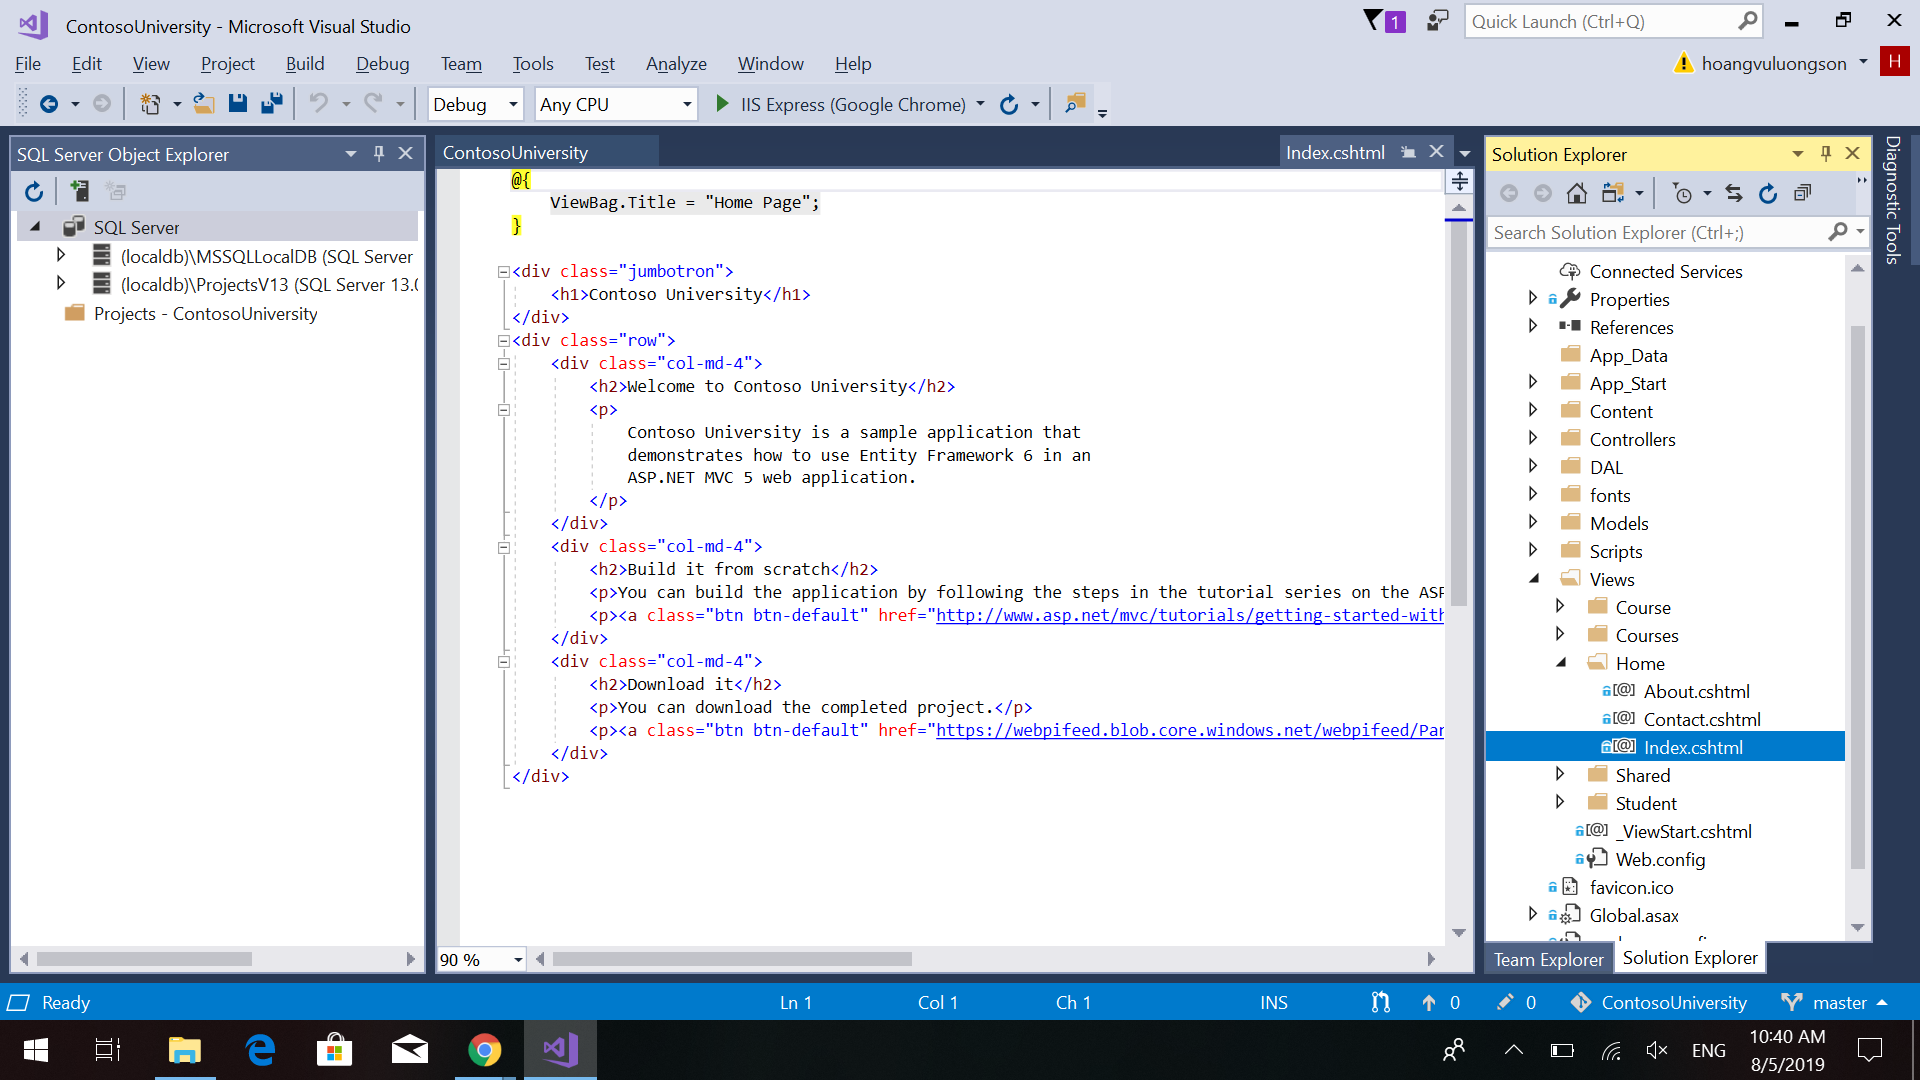 ContosoUniversity - Microsoft Visual Studio
1
Quick Launch (Ctrl+Q)
File Edit View Project Build Debug Team Tools Test Analyze Window Help
hoangvuluongson
H
Debug
Any CPU
IIS Express (Google Chrome)
SQL Server Object Explorer
SQL Server
(localdb)\MSSQLLocalDB (SQL Server
(localdb)\ProjectsV13 (SQL Server 13.0
Projects - ContosoUniversity
ContosoUniversity
Index.cshtml
@{
ViewBag.Title = "Home Page";
}
<div class="jumbotron">
<h1>Contoso University</h1>
</div>
<div class="row">
<div class="col-md-4">
<h2>Welcome to Contoso University</h2>
<p>
Contoso University is a sample application that
demonstrates how to use Entity Framework 6 in an
ASP.NET MVC 5 web application.
</p>
</div>
<div class="col-md-4">
<h2>Build it from scratch</h2>
<p>You can build the application by following the steps in the tutorial series on the ASP
<p><a class="btn btn-default" href="http://www.asp.net/mvc/tutorials/getting-started-with
</div>
<div class="col-md-4">
<h2>Download it</h2>
<p>You can download the completed project.</p>
<p><a class="btn btn-default" href="https://webpifeed.blob.core.windows.net/webpifeed/Par
</div>
</div>
90 %
Solution Explorer
Search Solution Explorer (Ctrl+;)
Connected Services
Properties
References
App_Data
App_Start
Content
Controllers
DAL
fonts
Models
Scripts
Views
Course
Courses
Home
About.cshtml
Contact.cshtml
Index.cshtml
Shared
Student
_ViewStart.cshtml
Web.config
favicon.ico
Global.asax
Team Explorer
Solution Explorer
Diagnostic Tools
Ready
Ln 1
Col 1
Ch 1
INS
0
0
ContosoUniversity
master
ENG
10:40 AM
8/5/2019